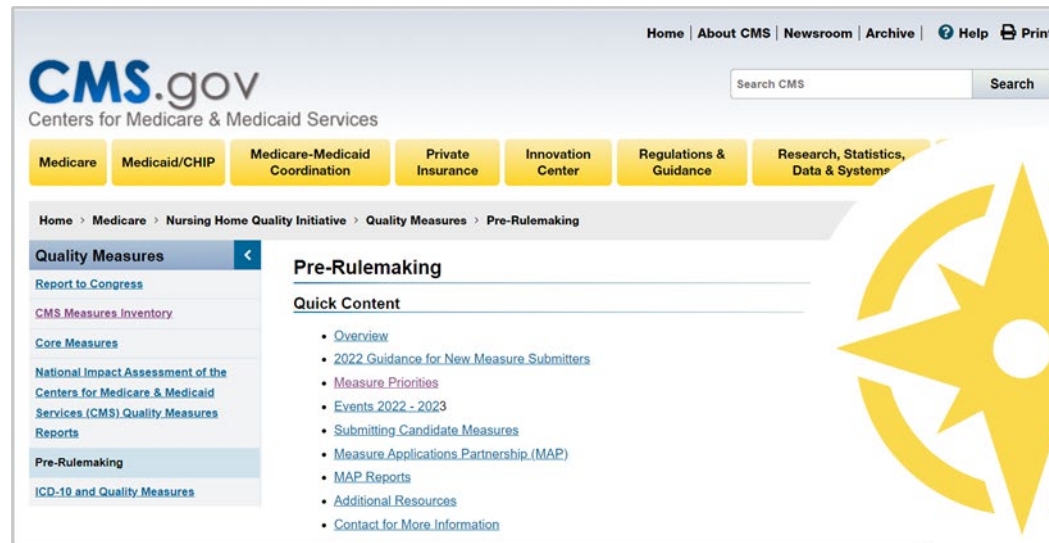 Home | About CMS | Newsroom | Archive | Help Print
CMS.gov
Search CMS Search
Centers for Medicare & Medicaid Services
Medicare Medicaid/CHIP Medicare-Medicaid Coordination Private Insurance Innovation Center Regulations & Guidance Research, Statistics, Data & Systems
Home > Medicare > Nursing Home Quality Initiative > Quality Measures > Pre-Rulemaking
Quality Measures
Report to Congress
CMS Measures Inventory
Core Measures
National Impact Assessment of the
Centers for Medicare & Medicaid
Services (CMS) Quality Measures
Reports
Pre-Rulemaking
ICD-10 and Quality Measures
Pre-Rulemaking
Quick Content
• Overview
• 2022 Guidance for New Measure Submitters
• Measure Priorities
• Events 2022 - 2023
• Submitting Candidate Measures
• Measure Applications Partnership (MAP)
• MAP Reports
• Additional Resources
• Contact for More Information